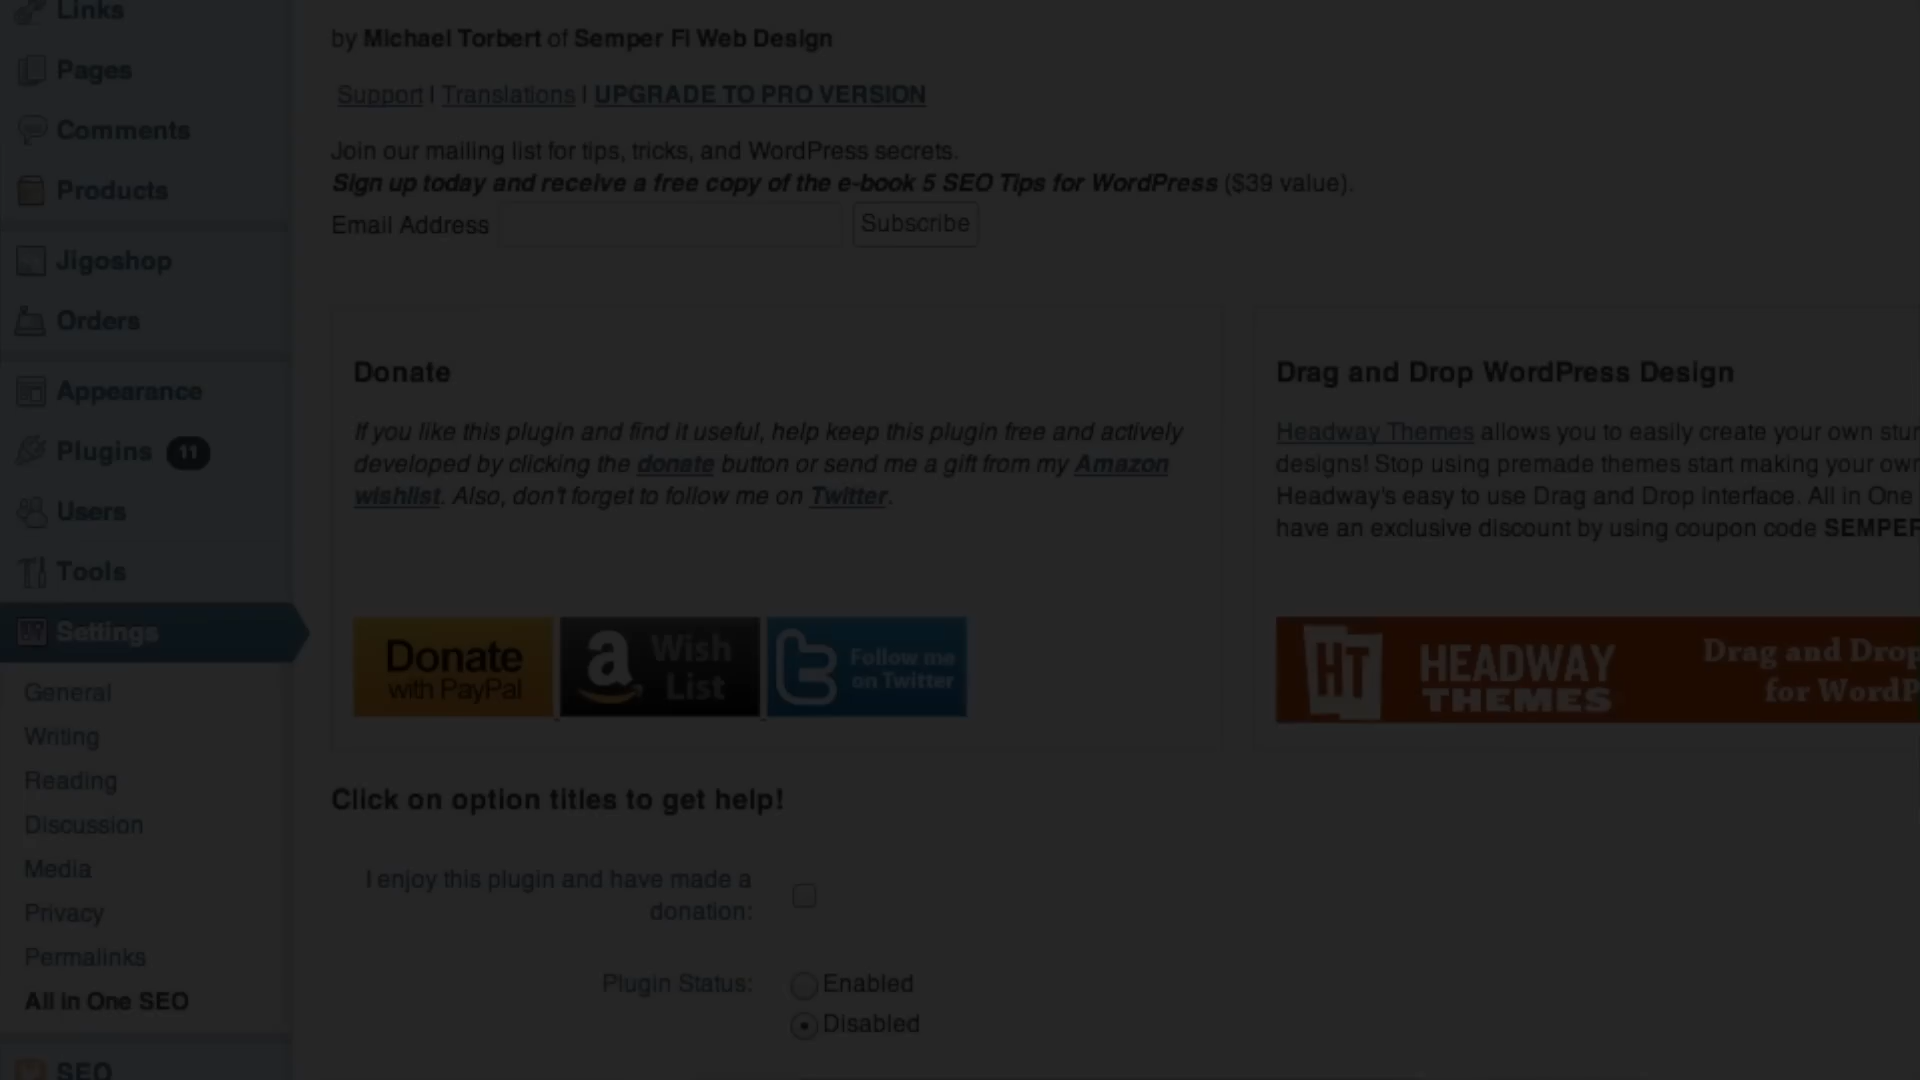 Links
Pages
Comments
Products
Jigoshop
Orders
Appearance
Plugins 11
Users
Tools
Settings
General
Writing
Reading
Discussion
Media
Privacy
Permalinks
All in One SEO
SEO
by Michael Torbert of Semper Fi Web Design
Support | Translations | UPGRADE TO PRO VERSION
Join our mailing list for tips, tricks, and WordPress secrets.
Sign up today and receive a free copy of the e-book 5 SEO Tips for WordPress ($39 value).
Email Address Subscribe
Donate
If you like this plugin and find it useful, help keep this plugin free and actively
developed by clicking the donate button or send me a gift from my Amazon
wishlist. Also, don't forget to follow me on Twitter.
Donate
with PayPal
a Wish
List
Follow me
on Twitter
Drag and Drop WordPress Design
Headway Themes allows you to easily create your own
designs! Stop using premade themes start making your own
Headway's easy to use Drag and Drop interface. All in One
have an exclusive discount by using coupon code
HT HEADWAY
THEMES
Drag and Drop
for
Click on option titles to get help!
I enjoy this plugin and have made a
donation:
Plugin Status: Enabled
Disabled